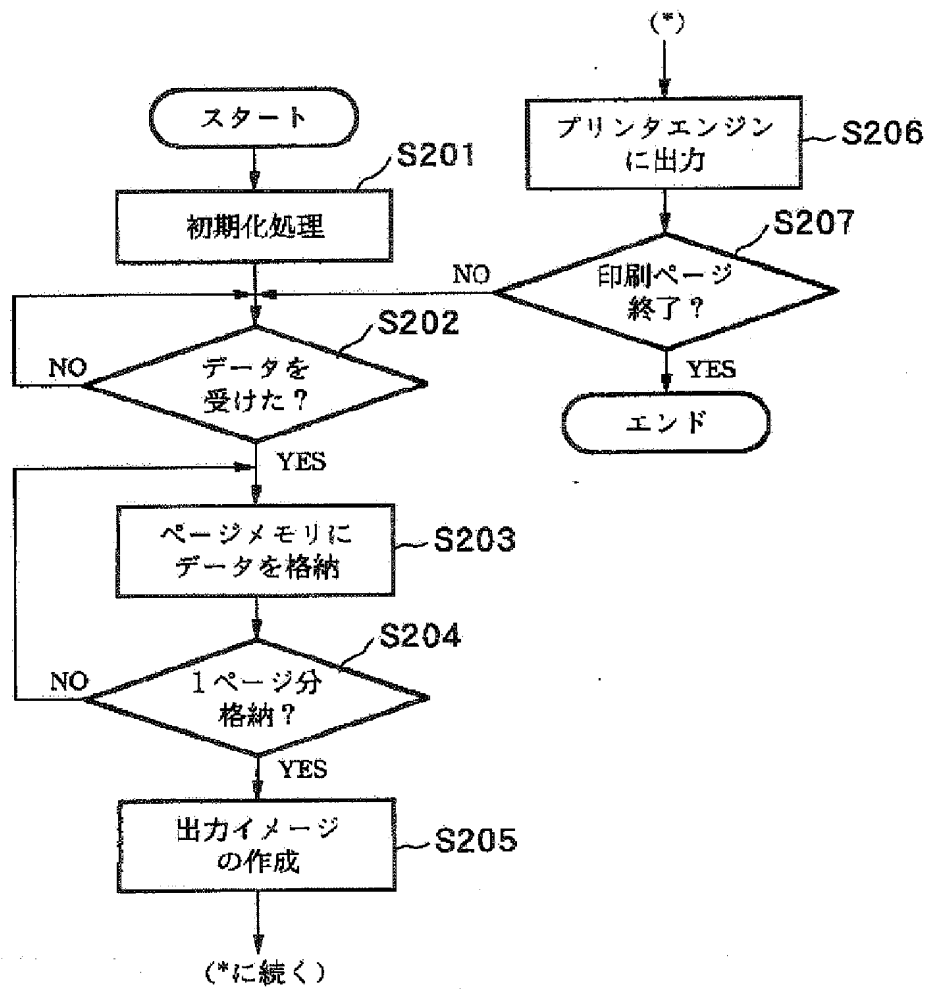 スタート
S201
初期化処理
S202
データを
受けた？
NO
YES
S203
ページメモリに
データを格納
S204
1ページ分
格納？
NO
YES
S205
出力イメージ
の作成
(*に続く)
(*)
S206
プリンタエンジン
に出力
S207
印刷ページ
終了？
NO
YES
エンド